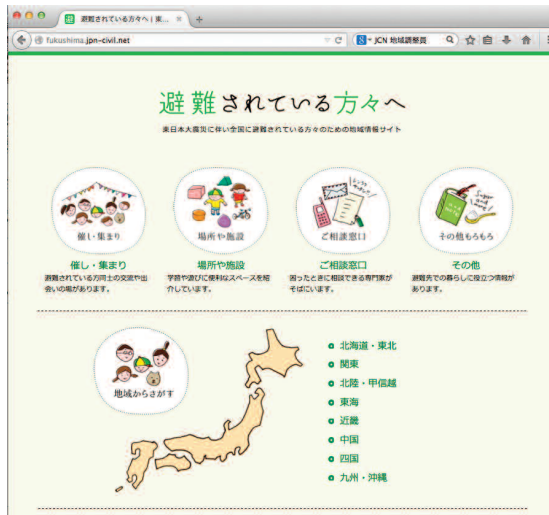 避難されている方々へ | 東...
fukushima.jpn-civil.net
JCN 地域調整員
避難されている方々へ
東日本大震災に伴い全国に避難されている方々のための地域情報サイト
催し・集まり
場所や施設
ご相談窓口
その他もろもろ
催し・集まり
避難されている方同士の交流や出
会いの場があります。
場所や施設
学習や遊びに便利なスペースを紹
介しています。
ご相談窓口
困ったときに相談できる専門家が
そばにいます。
その他
避難先での暮らしに役立つ情報が
あります。
地域からさがす
北海道・東北
関東
北陸・甲信越
東海
近畿
中国
四国
九州・沖縄